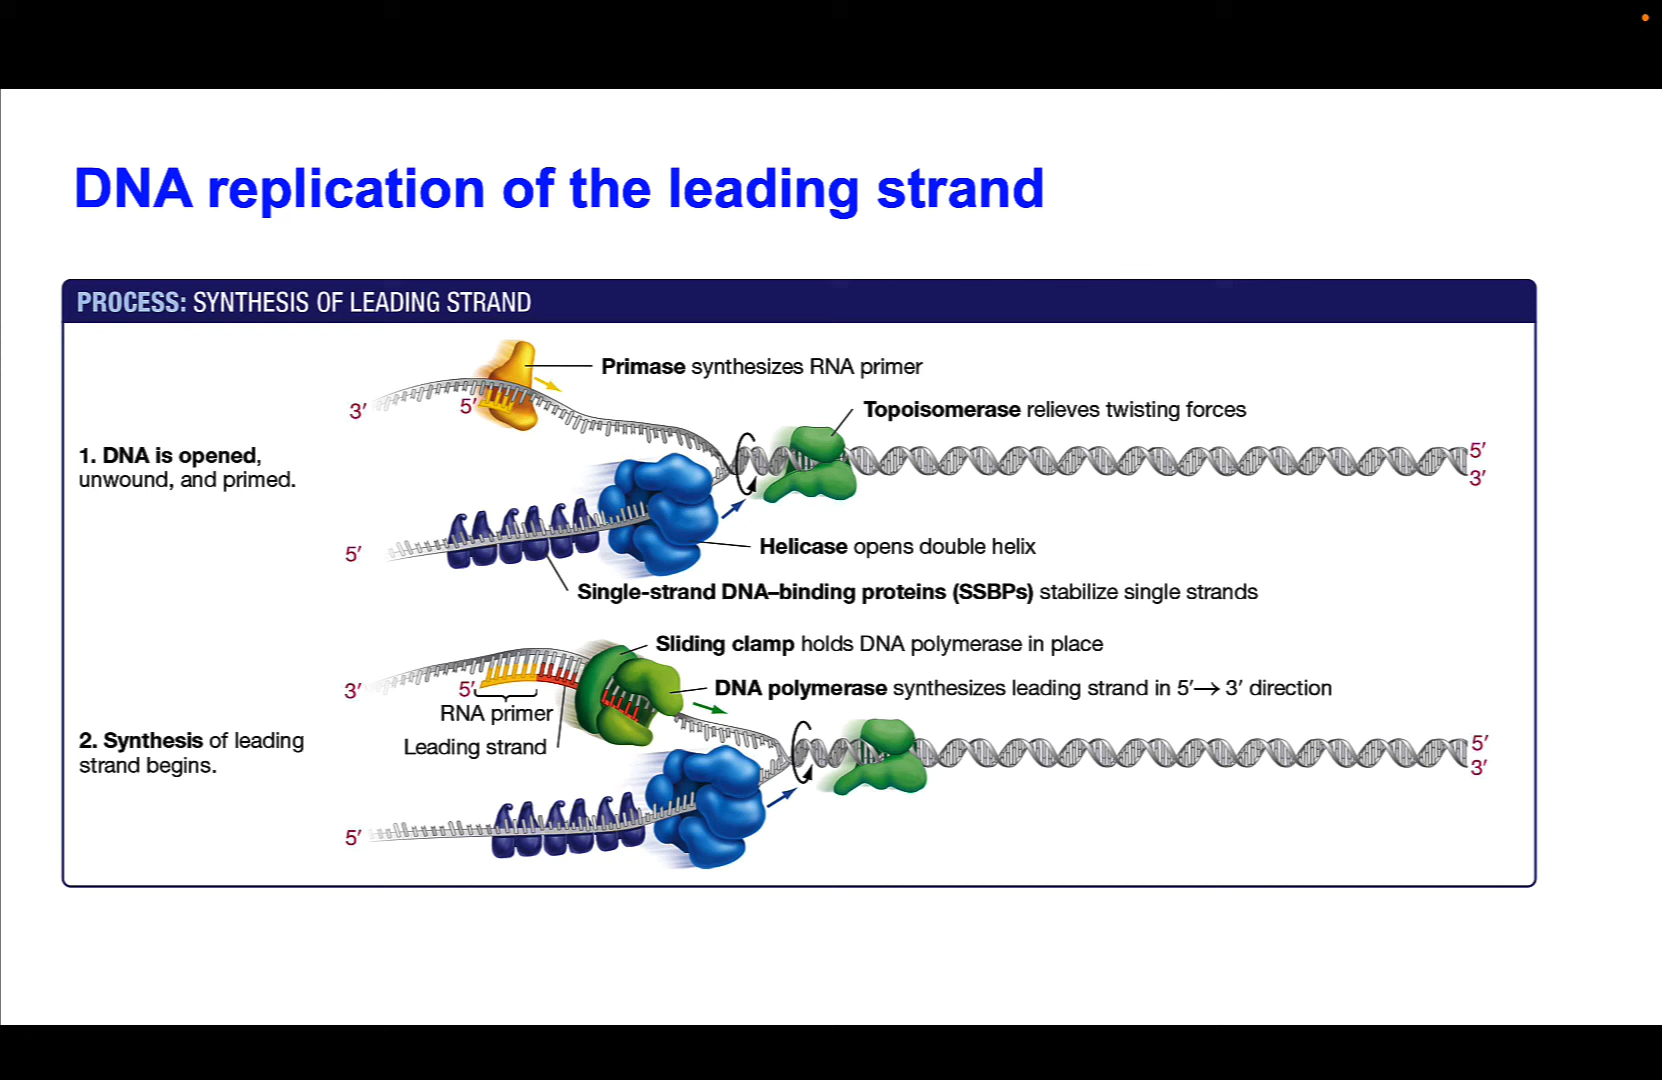 DNA replication of the leading strand
PROCESS: SYNTHESIS OF LEADING STRAND
Primase synthesizes RNA primer
3′
5′
Topoisomerase relieves twisting forces
1. DNA is opened,
unwound, and primed.
5′
3′
5′
Helicase opens double helix
Single-strand DNA–binding proteins (SSBPs) stabilize single strands
Sliding clamp holds DNA polymerase in place
3′
5′
DNA polymerase synthesizes leading strand in 5′→ 3′ direction
RNA primer
Leading strand
2. Synthesis of leading
strand begins.
5′
3′
5′